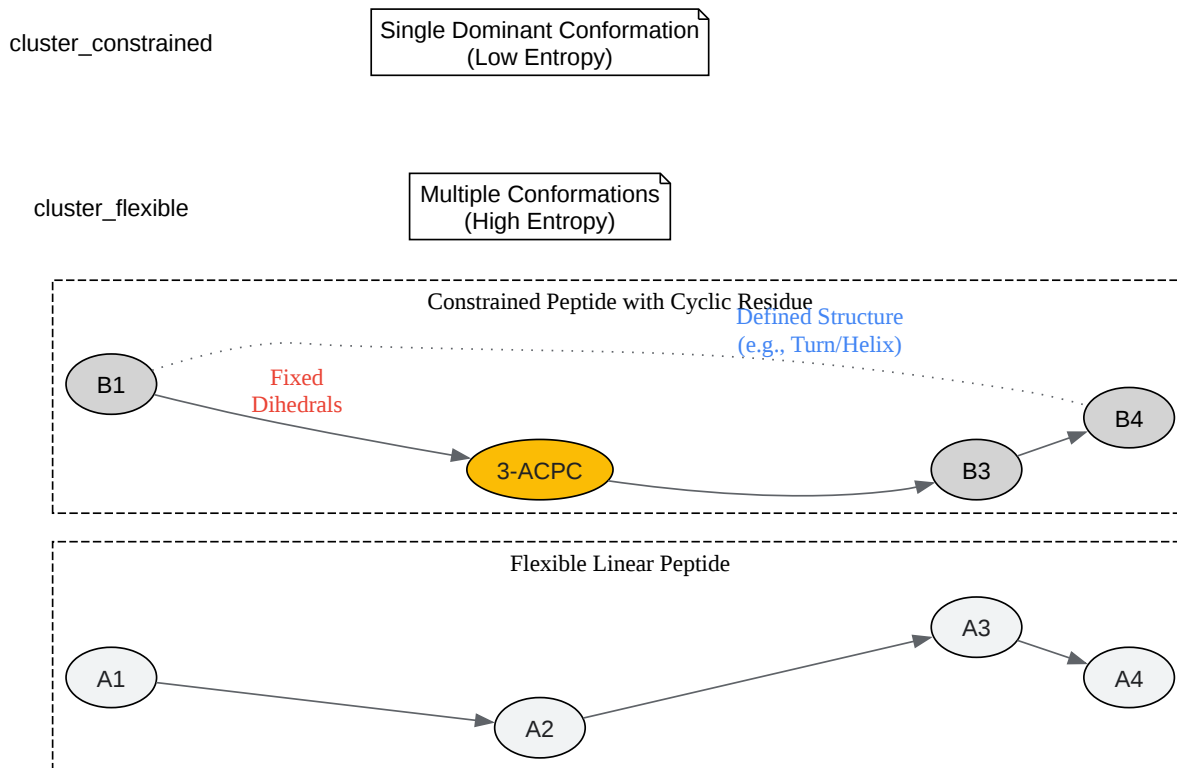 cluster_constrained
Single Dominant Conformation
(Low Entropy)
cluster_flexible
Multiple Conformations
(High Entropy)
Constrained Peptide with Cyclic Residue
Defined Structure
(e.g., Turn/Helix)
B1
Fixed
Dihedrals
B4
3-ACPC
B3
Flexible Linear Peptide
A3
A1
A4
A2